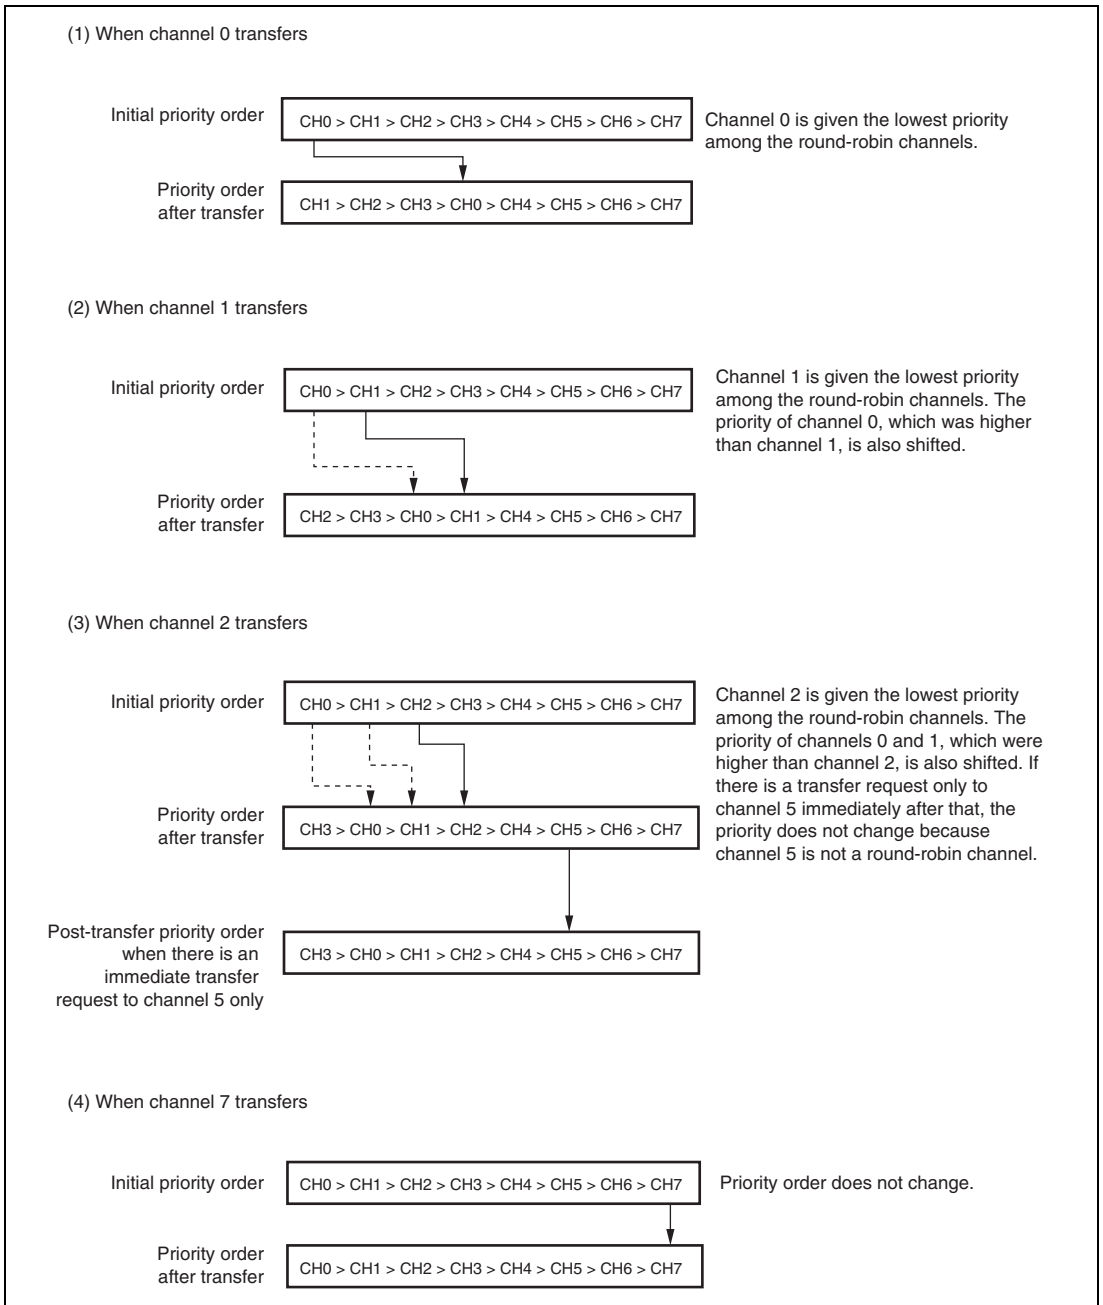 (1) When channel 0 transfers
Initial priority order
CH0 > CH1 > CH2 > CH3 > CH4 > CH5 > CH6 > CH7
Channel 0 is given the lowest priority
among the round-robin channels.
Priority order
after transfer
CH1 > CH2 > CH3 > CH0 > CH4 > CH5 > CH6 > CH7
(2) When channel 1 transfers
Initial priority order
CH0 > CH1 > CH2 > CH3 > CH4 > CH5 > CH6 > CH7
Channel 1 is given the lowest priority
among the round-robin channels. The
priority of channel 0, which was higher
than channel 1, is also shifted.
Priority order
after transfer
CH2 > CH3 > CH0 > CH1 > CH4 > CH5 > CH6 > CH7
(3) When channel 2 transfers
Initial priority order
CH0 > CH1 > CH2 > CH3 > CH4 > CH5 > CH6 > CH7
Channel 2 is given the lowest priority
among the round-robin channels. The
priority of channels 0 and 1, which were
higher than channel 2, is also shifted. If
there is a transfer request only to
channel 5 immediately after that, the
priority does not change because
channel 5 is not a round-robin channel.
Priority order
after transfer
CH3 > CH0 > CH1 > CH2 > CH4 > CH5 > CH6 > CH7
Post-transfer priority order
when there is an
immediate transfer
request to channel 5 only
CH3 > CH0 > CH1 > CH2 > CH4 > CH5 > CH6 > CH7
(4) When channel 7 transfers
Initial priority order
CH0 > CH1 > CH2 > CH3 > CH4 > CH5 > CH6 > CH7
Priority order does not change.
Priority order
after transfer
CH0 > CH1 > CH2 > CH3 > CH4 > CH5 > CH6 > CH7